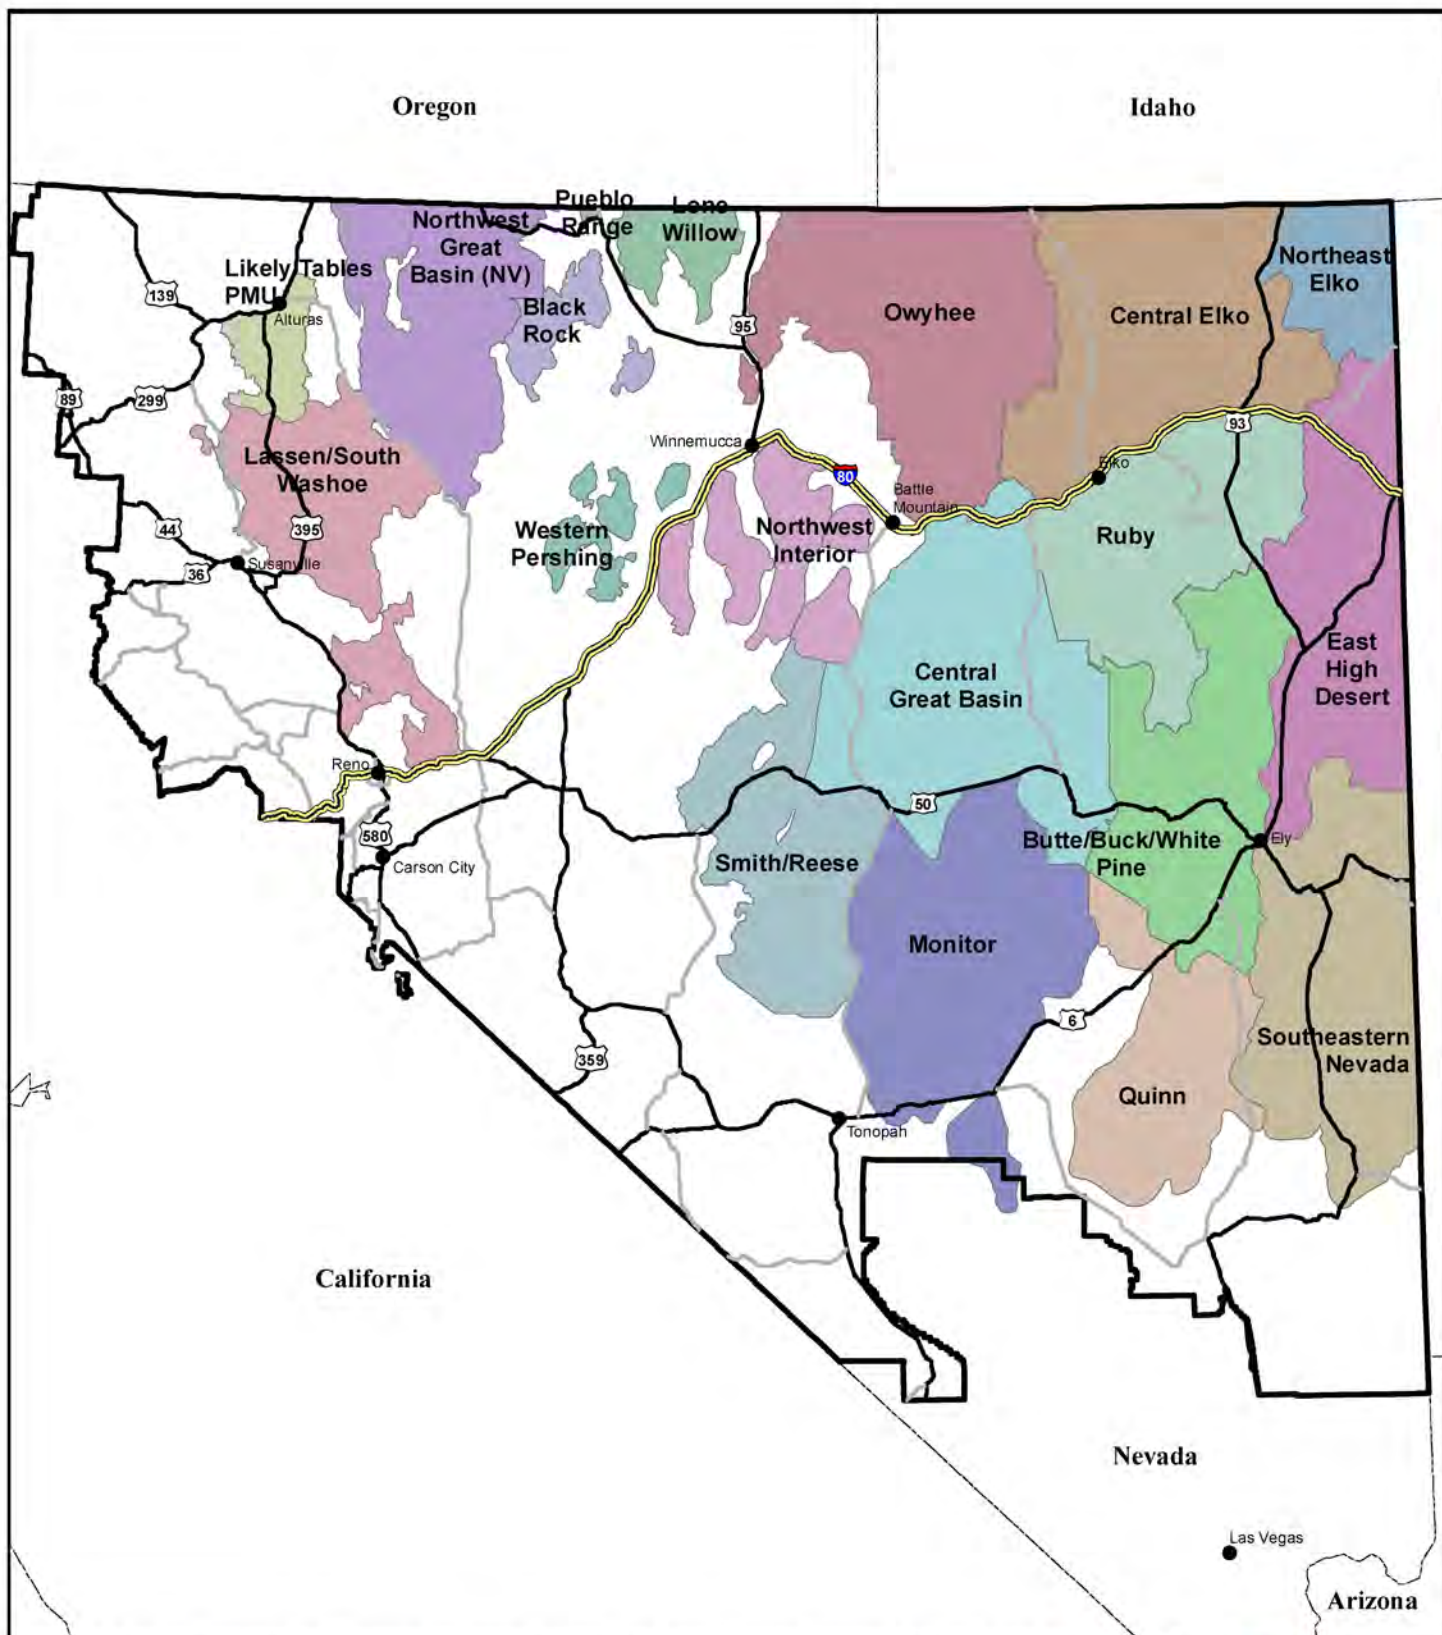 Oregon
Idaho
Pueblo
Range
Lone
Willow
Northwest
Great
Basin (NV)
Likely Tables
PMU
Alturas
139
Northeast
Elko
Black
Rock
Owyhee
Central Elko
95
89
299
93
Winnemucca
Lassen/South
Washoe
80
Elko
Battle
Mountain
Western
Pershing
Northwest
Interior
Ruby
44
395
Susanville
36
East
High
Desert
Central
Great Basin
Reno
50
580
Carson City
Smith/Reese
Butte/Buck/White
Pine
Ely
Monitor
6
359
Southeastern
Nevada
Quinn
Tonopah
California
Nevada
Las Vegas
Arizona